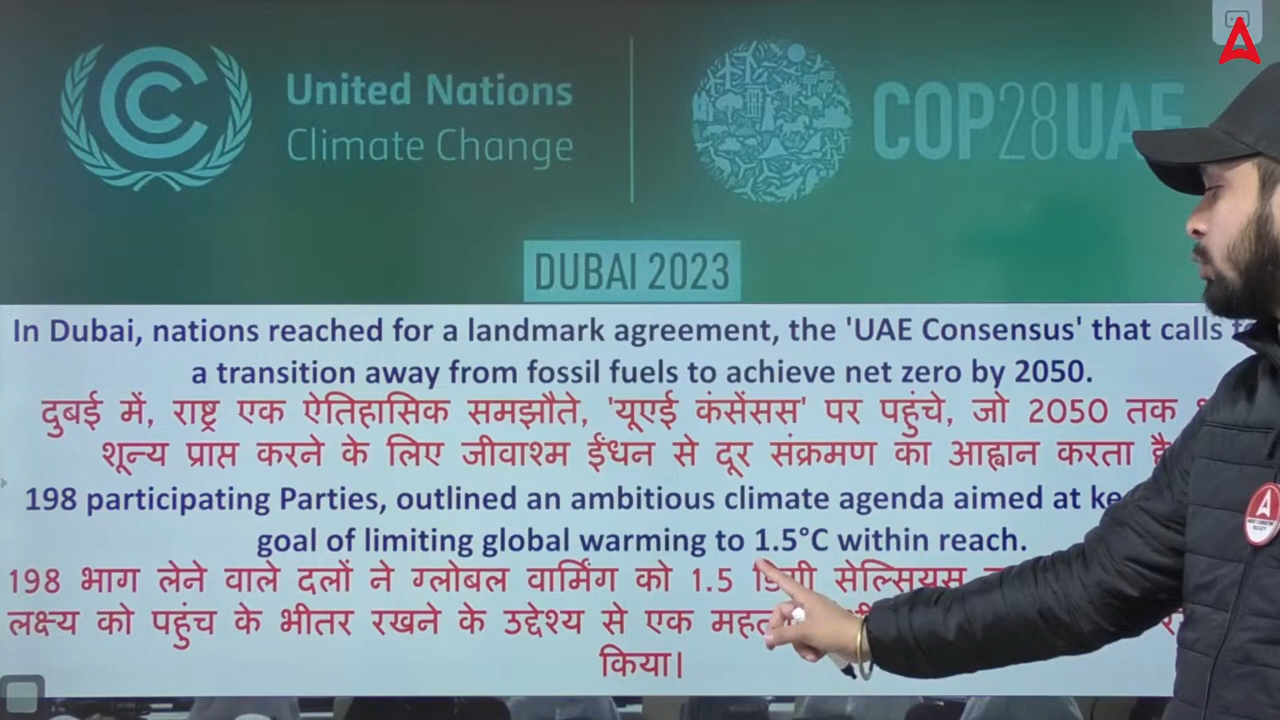 United Nations
Climate Change
COP28UAE
DUBAI 2023
In Dubai, nations reached for a landmark agreement, the 'UAE Consensus' that calls
a transition away from fossil fuels to achieve net zero by 2050.
दुबई में, राष्ट्र एक ऐतिहासिक समझौते, 'यूएई कंसेंसस' पर पहुंचे, जो 2050 तक
शून्य प्राप्त करने के लिए जीवाश्म ईंधन से दूर संक्रमण का आह्वान करता
198 participating Parties, outlined an ambitious climate agenda aimed at
goal of limiting global warming to 1.5°C within reach.
198 भाग लेने वाले दलों ने ग्लोबल वार्मिंग को 1.5 डिग्री सेल्सियस
लक्ष्य को पहुंच के भीतर रखने के उद्देश्य से एक
किया।